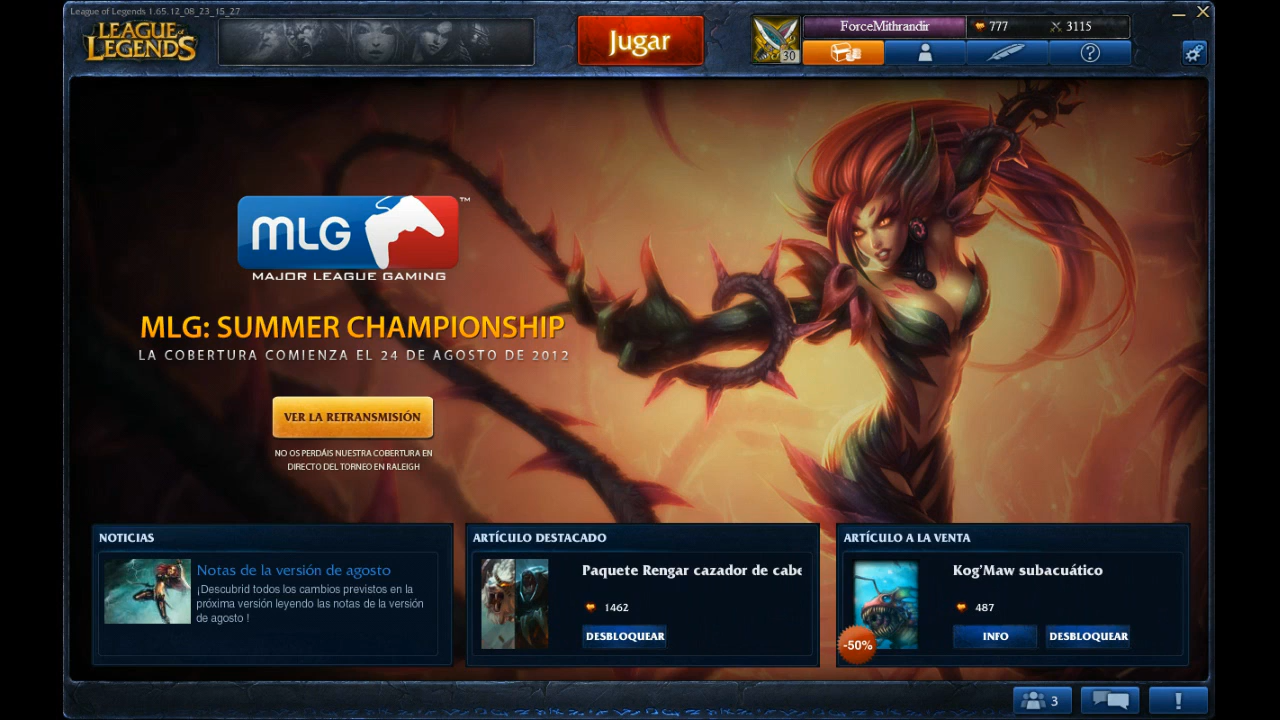 League of Legends 1.65.12_08_23_15_27
LEAGUE of
LEGENDS
Jugar
30
ForceMithrandir
777
3115
?
MLG™
MAJOR LEAGUE GAMING
MLG: SUMMER CHAMPIONSHIP
LA COBERTURA COMIENZA EL 24 DE AGOSTO DE 2012
VER LA RETRANSMISIÓN
NO OS PERDÁIS NUESTRA COBERTURA EN
DIRECTO DEL TORNEO EN RALEIGH
NOTICIAS
Notas de la versión de agosto
¡Descubrid todos los cambios previstos en la
próxima versión leyendo las notas de la versión
de agosto !
ARTÍCULO DESTACADO
Paquete Rengar cazador de cabe
1462
DESBLOQUEAR
ARTÍCULO A LA VENTA
Kog'Maw subacuático
487
-50%
INFO
DESBLOQUEAR
3
!